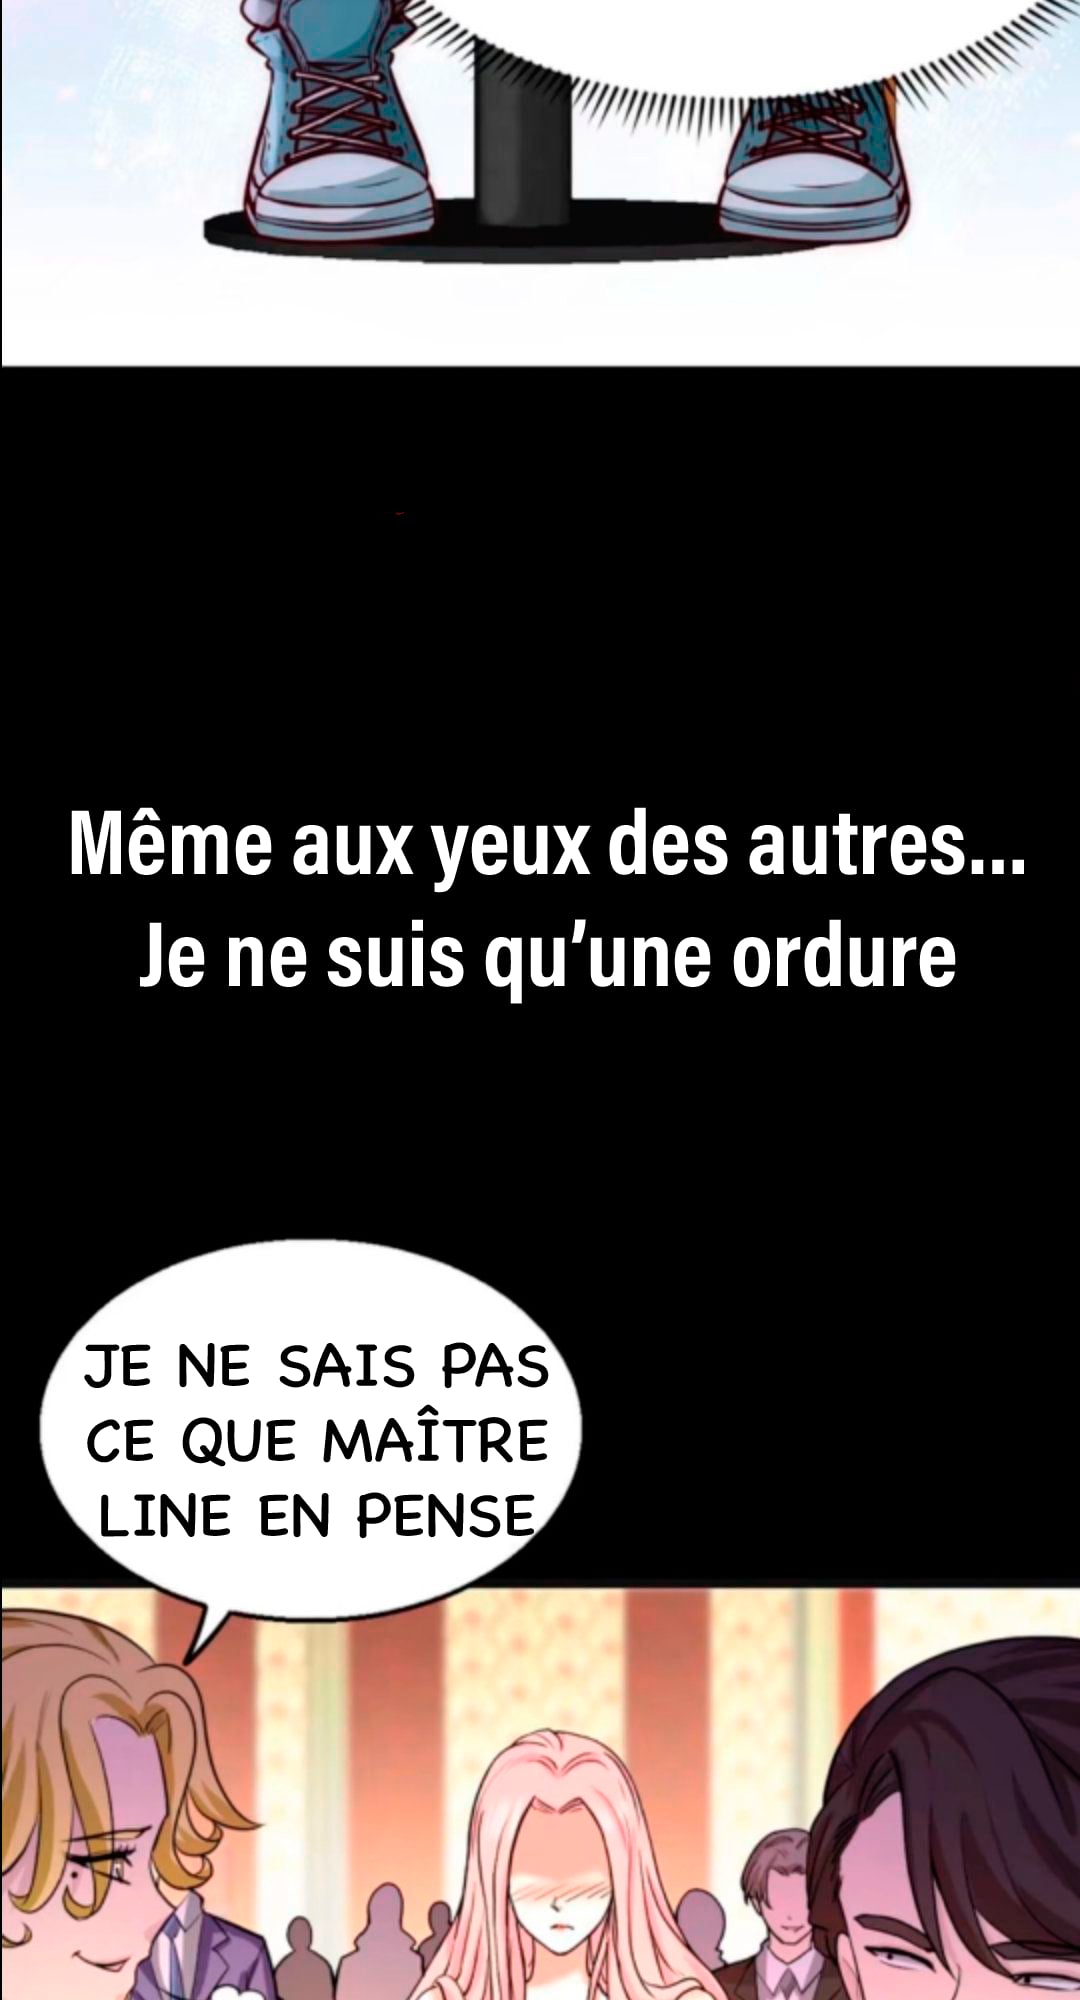 Même aux yeux des autres...
Je ne suis qu'une ordure
JE NE SAIS PAS
CE QUE MAÎTRE
LINE EN PENSE